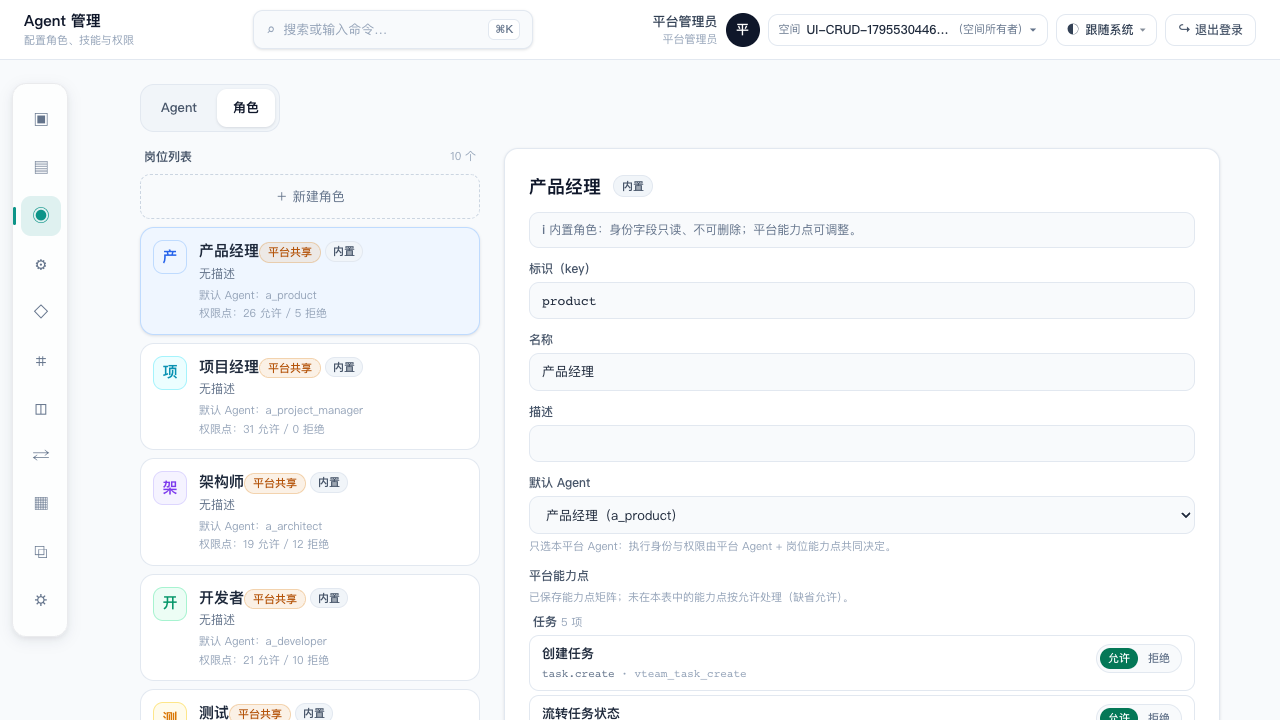 Agent 管理
配置角色、技能与权限
搜索或输入命令…
⌘K
平台管理员
平台管理员
平
空间 UI-CRUD-1795530446… (空间所有者)
跟随系统
退出登录
Agent
角色
岗位列表
10 个
+ 新建角色
产
产品经理 平台共享 内置
无描述
默认 Agent: a_product
权限点: 26 允许 / 5 拒绝
项
项目经理 平台共享 内置
无描述
默认 Agent: a_project_manager
权限点: 31 允许 / 0 拒绝
架
架构师 平台共享 内置
无描述
默认 Agent: a_architect
权限点: 19 允许 / 12 拒绝
开
开发者 平台共享 内置
无描述
默认 Agent: a_developer
权限点: 21 允许 / 10 拒绝
测
测试 平台共享 内置
产品经理 内置
i 内置角色：身份字段只读、不可删除；平台能力点可调整。
标识（key）
product
名称
产品经理
描述
默认 Agent
产品经理（a_product）
只选本平台 Agent：执行身份与权限由平台 Agent + 岗位能力点共同决定。
平台能力点
已保存能力点矩阵；未在本表中的能力点按允许处理（缺省允许）。
任务 5 项
创建任务
task.create · vteam_task_create
允许 拒绝
流转任务状态
允许 拒绝